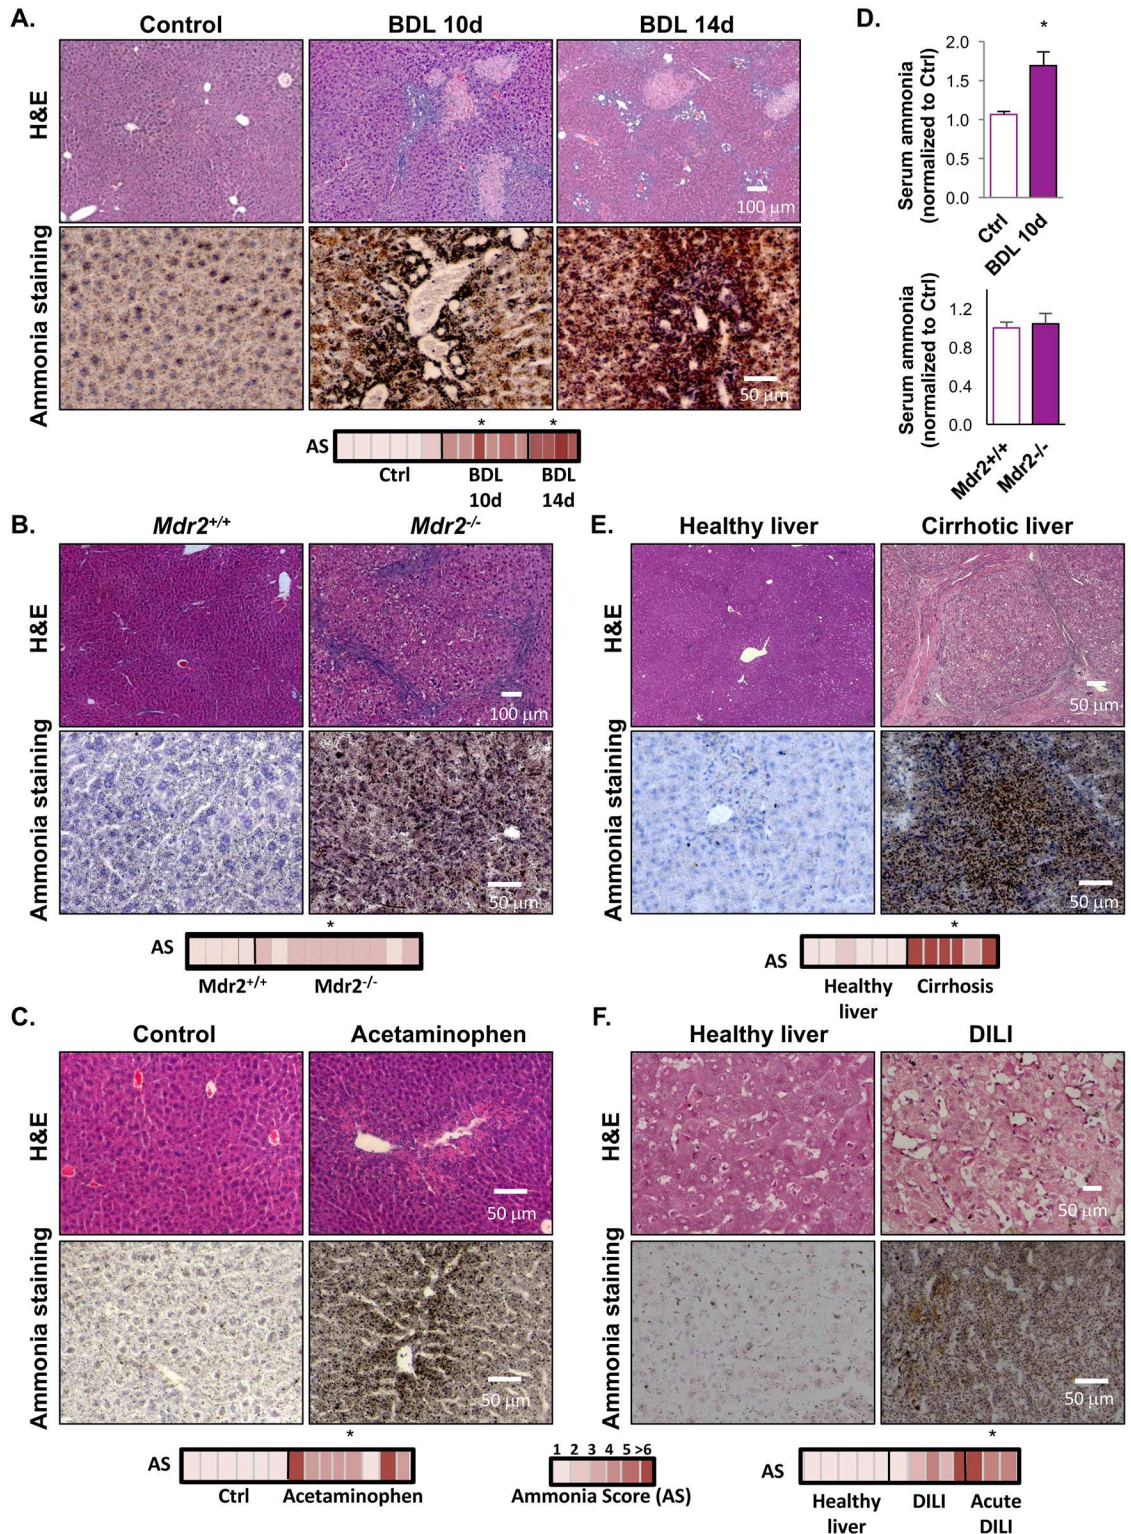 A.
Control
BDL 10d
BDL 14d
H&E
100 μm
Ammonia staining
50 μm
* *
AS
Ctrl
BDL
10d
BDL
14d
D.
*
Serum ammonia
(normalized to Ctrl)
2.0
1.5
1.0
0.5
0.0
Ctrl
BDL 10d
Serum ammonia
(normalized to Ctrl)
1.2
0.8
0.4
0.0
Mdr2+/+
Mdr2-/-
B.
Mdr2+/+
Mdr2-/-
H&E
100 μm
Ammonia staining
50 μm
*
AS
Mdr2+/+
Mdr2-/-
E.
Healthy liver
Cirrhotic liver
H&E
50 μm
Ammonia staining
50 μm
*
AS
Healthy
liver
Cirrhosis
C.
Control
Acetaminophen
H&E
50 μm
Ammonia staining
50 μm
*
AS
Ctrl
Acetaminophen
1 2 3 4 5 >6
Ammonia Score (AS)
F.
Healthy liver
DILI
H&E
50 μm
Ammonia staining
50 μm
*
AS
Healthy
liver
DILI
Acute
DILI